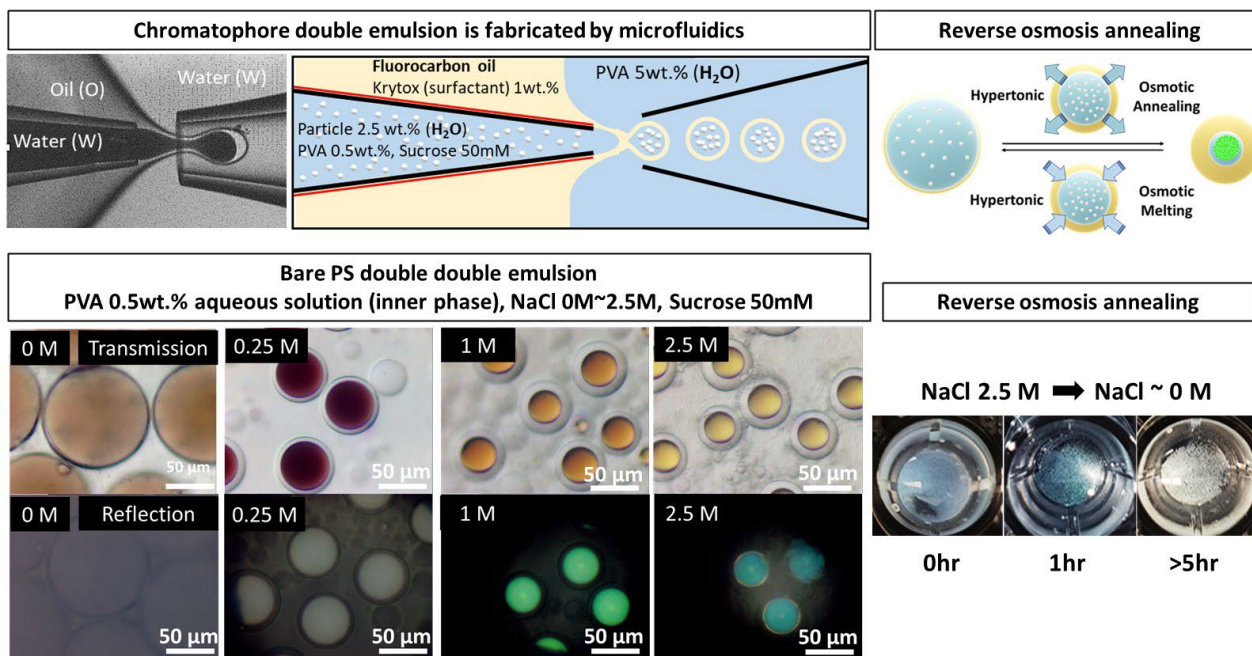 Chromatophore double emulsion is fabricated by microfluidics
Oil (O)
Water (W)
Water (W)
Fluorocarbon oil
Krytox (surfactant) 1wt.%
PVA 5wt.% (H₂O)
Particle 2.5 wt.% (H₂O)
PVA 0.5wt.%, Sucrose 50mM
Reverse osmosis annealing
Hypertonic
Osmotic
Annealing
Hypertonic
Osmotic
Melting
Bare PS double double emulsion
PVA 0.5wt.% aqueous solution (inner phase), NaCl 0M~2.5M, Sucrose 50mM
0 M Transmission
50 μm
0.25 M
50 μm
1 M
50 μm
2.5 M
50 μm
0 M Reflection
50 μm
0.25 M
50 μm
1 M
50 μm
2.5 M
50 μm
Reverse osmosis annealing
NaCl 2.5 M ➡ NaCl ~ 0 M
0hr
1hr
>5hr